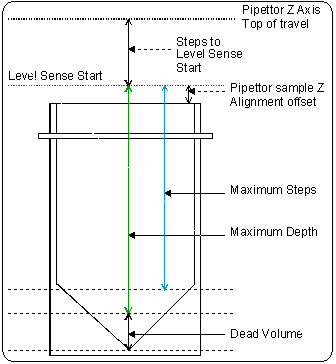 Pipettor Z Axis
Top of travel
Steps to
Level Sense
Start
Level Sense Start
Pipettor sample Z
Alignment offset
Maximum Steps
Maximum Depth
Dead Volume